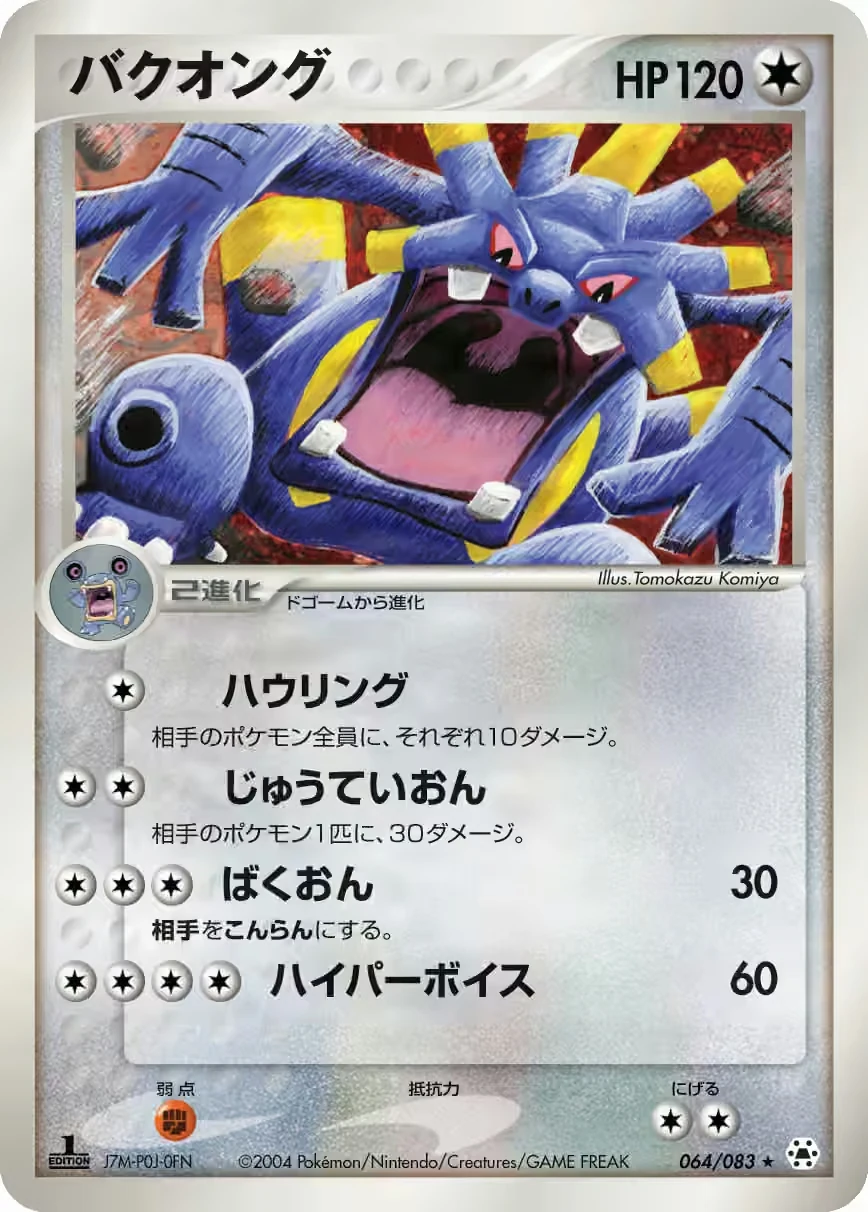 バクオング HP120
Illus.Tomokazu Komiya
2進化
ドゴームから進化
ハウリング
相手のポケモン全員に、それぞれ10ダメージ。
じゅうていおん
相手のポケモン1匹に、30ダメージ。
ばくおん 30
相手をこんらんにする。
ハイパーボイス 60
弱点 抵抗力 にげる
1 EDITION J7M-P0J-0FN ©2004 Pokémon/Nintendo/Creatures/GAME FREAK 064/083 ★